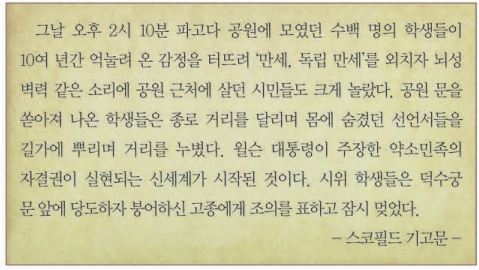 그날 오후 2시 10분 파고다 공원에 모였던 수백 명의 학생들이
10여 년간 억눌려 온 감정을 터뜨려 '만세, 독립 만세'를 외치자 뇌성
벽력 같은 소리에 공원 근처에 살던 시민들도 크게 놀랐다. 공원 문을
쏟아져 나온 학생들은 종로 거리를 달리며 몸에 숨겼던 선언서들을
길가에 뿌리며 거리를 누볐다. 윌슨 대통령이 주장한 약소민족의
자결권이 실현되는 신세계가 시작된 것이다. 시위 학생들은 덕수궁
문 앞에 당도하자 붕어하신 고종에게 조의를 표하고 잠시 멎었다.
- 스코필드 기고문 -